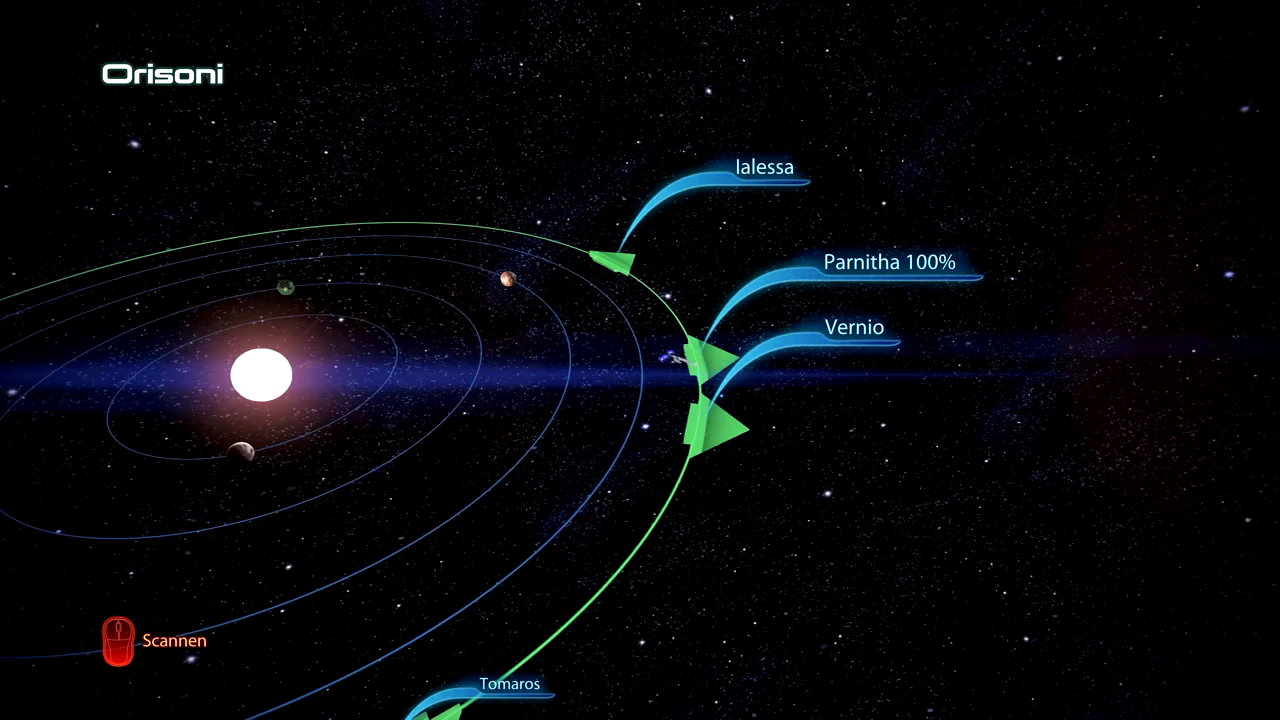 Orisoni
Ialessa
Parnitha 100%
Vernio
Scannen
Tomaros